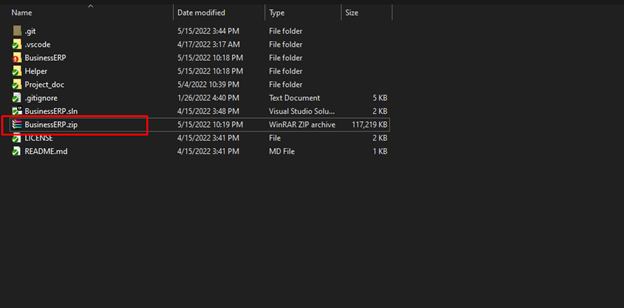 Name Date modified Type Size
.git 5/15/2022 3:44 PM File folder
.vscode 4/17/2022 3:17 AM File folder
BusinessERP 5/15/2022 10:18 PM File folder
Helper 5/15/2022 10:18 PM File folder
Project_doc 5/4/2022 10:39 PM File folder
.gitignore 1/26/2022 4:40 PM Text Document 5 KB
BusinessERP.sln 4/15/2022 3:48 PM Visual Studio Solu... 2 KB
BusinessERP.zip 5/15/2022 10:19 PM WinRAR ZIP archive 117,219 KB
LICENSE 4/15/2022 3:41 PM File 2 KB
README.md 4/15/2022 3:41 PM MD File 1 KB